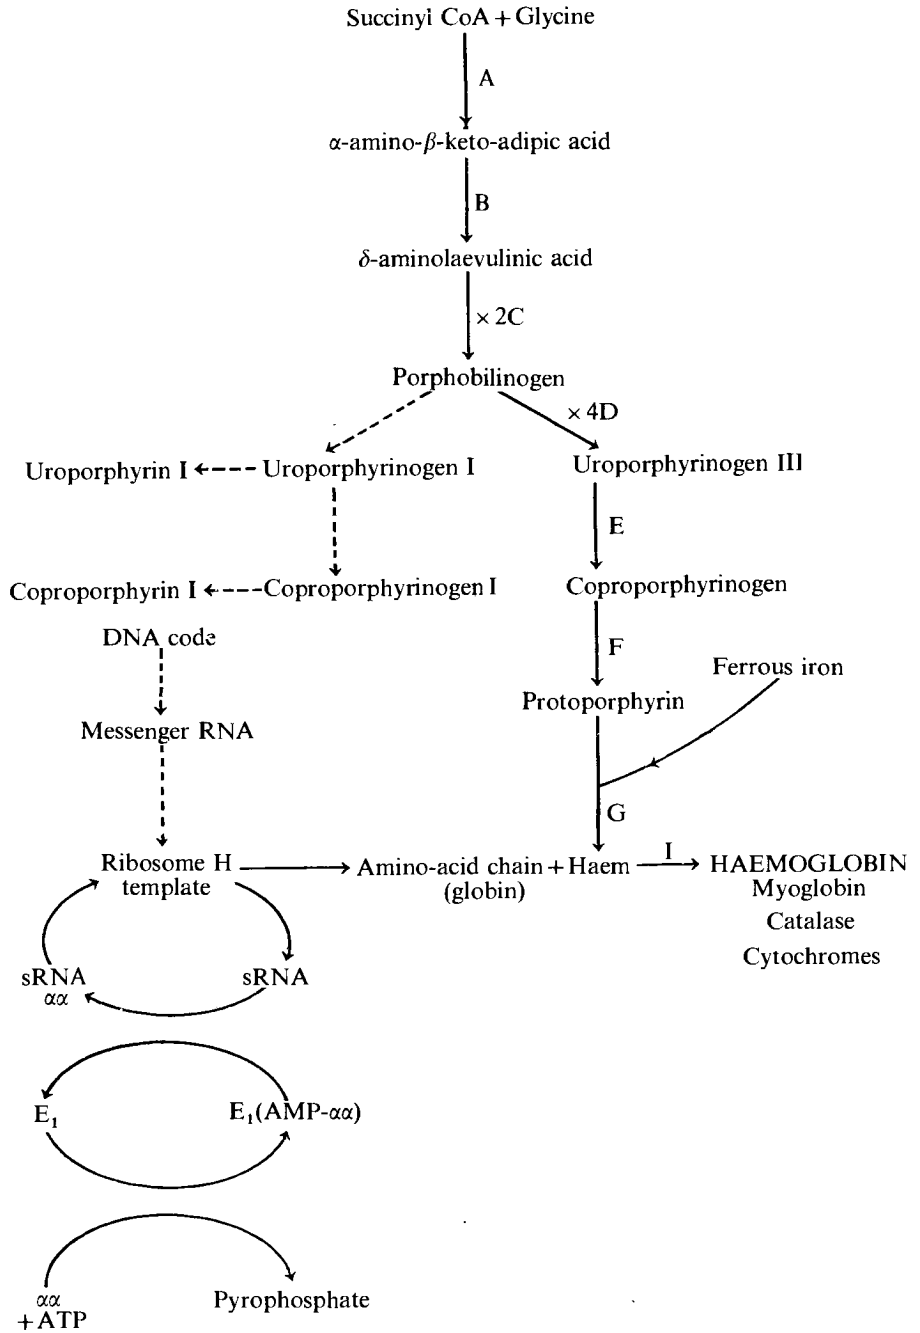 Succinyl CoA + Glycine
A
α-amino-β-keto-adipic acid
B
δ-aminolaevulinic acid
× 2C
Porphobilinogen
× 4D
Uroporphyrin I
Uroporphyrinogen I
Uroporphyrinogen III
E
Coproporphyrin I
Coproporphyrinogen I
Coproporphyrinogen
DNA code
F
Ferrous iron
Protoporphyrin
Messenger RNA
G
Ribosome H
template
Amino-acid chain + Haem
(globin)
I
HAEMOGLOBIN
Myoglobin
Catalase
Cytochromes
sRNA
αα
sRNA
E₁
E₁(AMP-αα)
αα
+ATP
Pyrophosphate